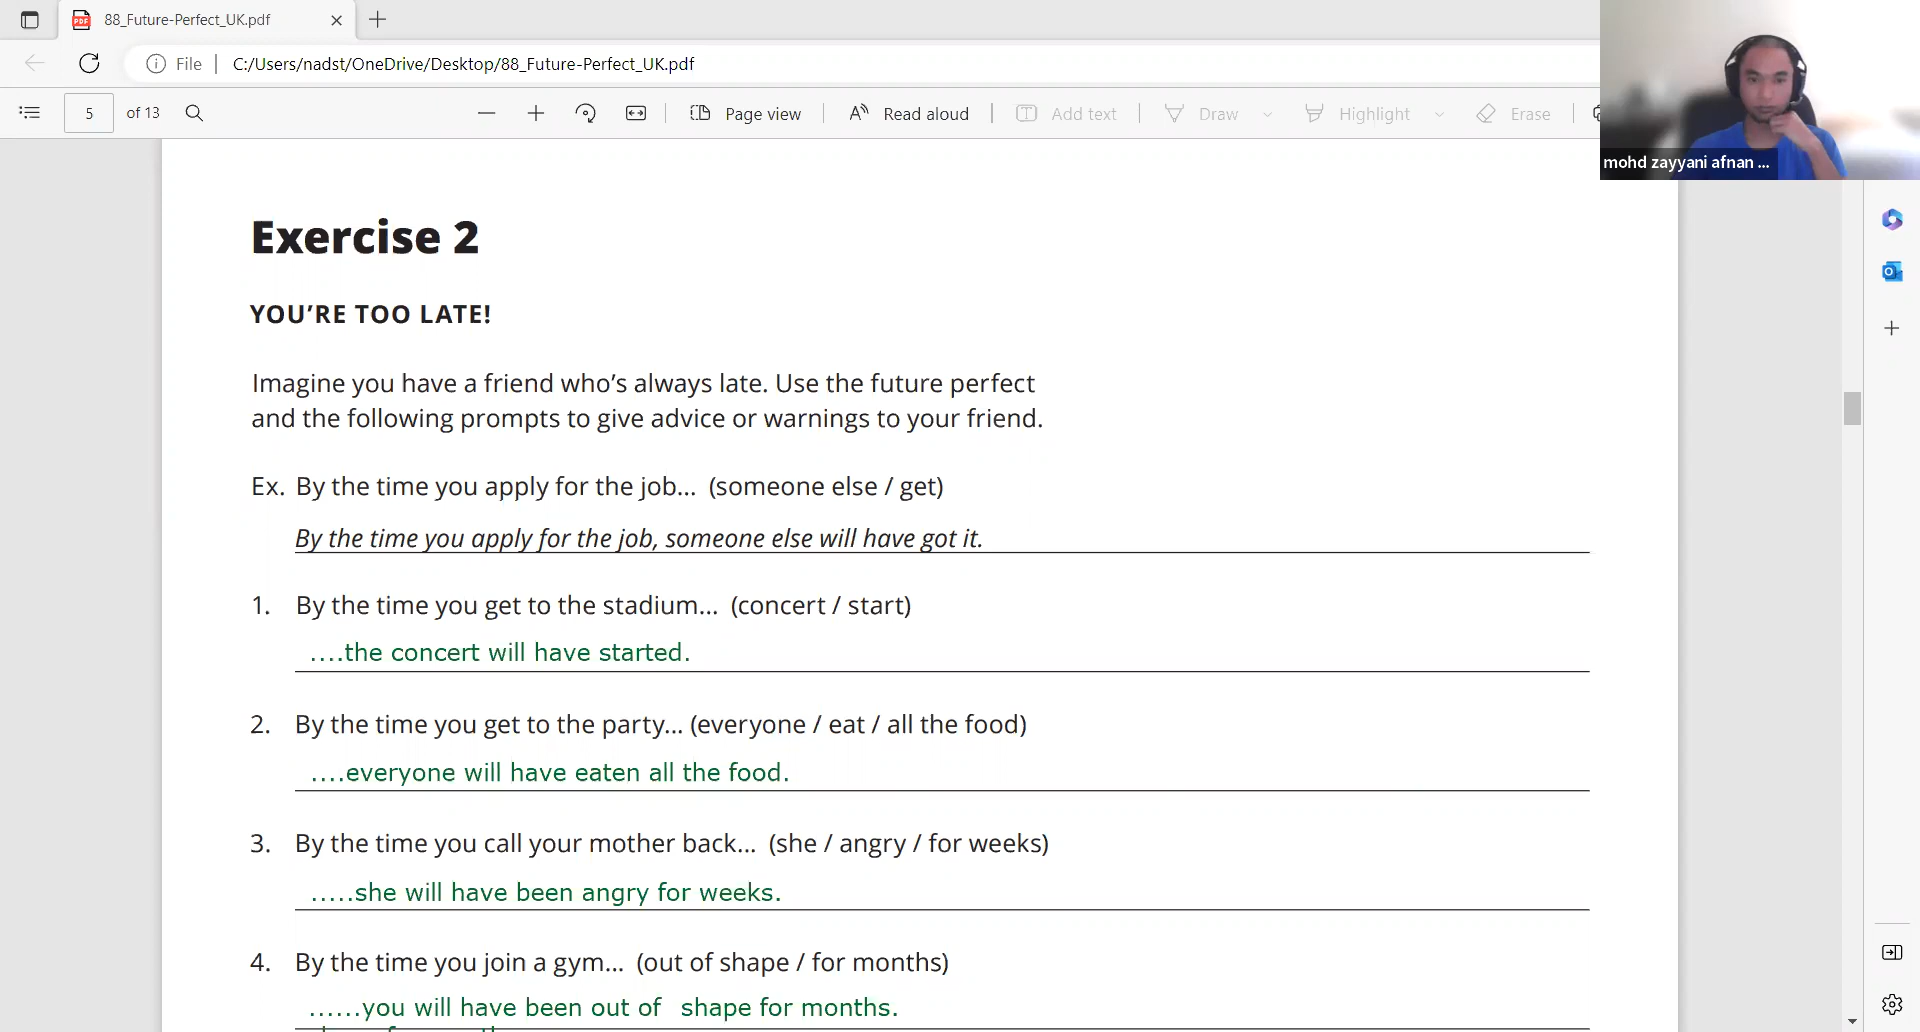 88_Future-Perfect_UK.pdf
File
C:/Users/nadst/OneDrive/Desktop/88_Future-Perfect_UK.pdf
5 of 13
Page view
Read aloud
Add text
Draw
Highlight
Erase
mohd zayyani afnan ...
Exercise 2
YOU'RE TOO LATE!
Imagine you have a friend who's always late. Use the future perfect
and the following prompts to give advice or warnings to your friend.
Ex. By the time you apply for the job... (someone else / get)
By the time you apply for the job, someone else will have got it.
1. By the time you get to the stadium... (concert / start)
....the concert will have started.
2. By the time you get to the party... (everyone / eat / all the food)
....everyone will have eaten all the food.
3. By the time you call your mother back... (she / angry / for weeks)
.....she will have been angry for weeks.
4. By the time you join a gym... (out of shape / for months)
......you will have been out of shape for months.